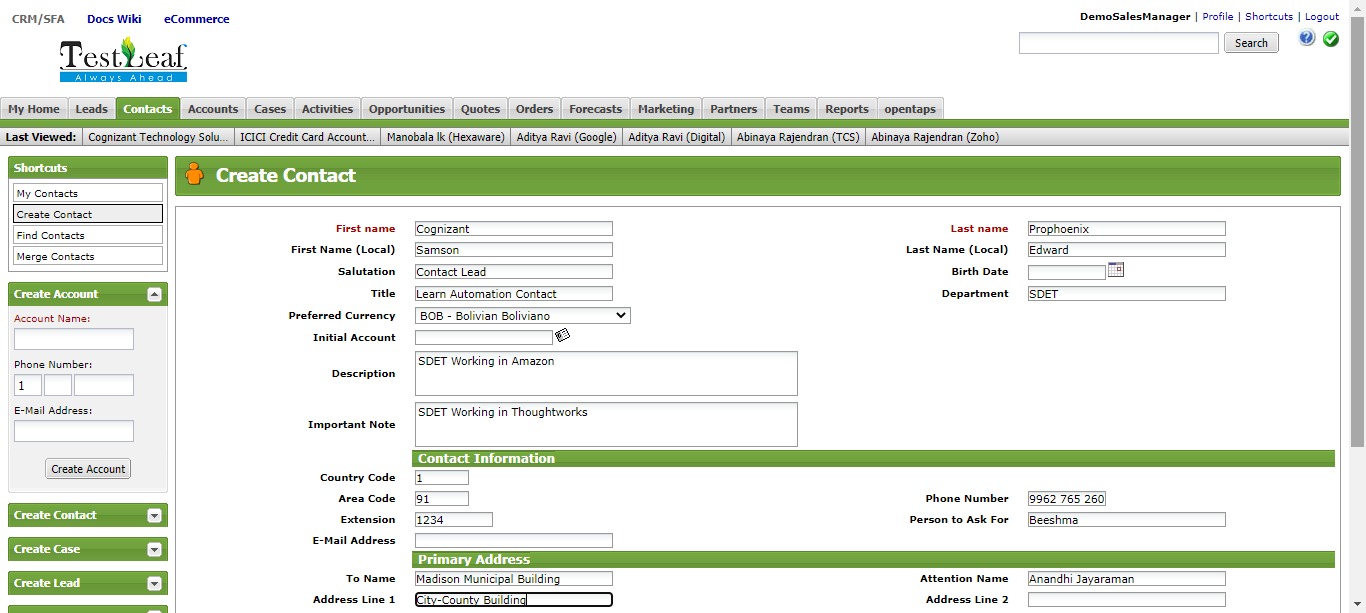 CRM/SFA Docs Wiki eCommerce
DemoSalesManager | Profile | Shortcuts | Logout
TestLeaf
Always Ahead
Search
My Home Leads Contacts Accounts Cases Activities Opportunities Quotes Orders Forecasts Marketing Partners Teams Reports opentaps
Last Viewed: Cognizant Technology Solu... ICICI Credit Card Account... Manobala lk (Hexaware) Aditya Ravi (Google) Aditya Ravi (Digital) Abinaya Rajendran (TCS) Abinaya Rajendran (Zoho)
Shortcuts
My Contacts
Create Contact
Find Contacts
Merge Contacts
Create Account
Account Name:
Phone Number:
1
E-Mail Address:
Create Account
Create Contact
Create Case
Create Lead
Create Contact
First name Cognizant Last name Prophoenix
First Name (Local) Samson Last Name (Local) Edward
Salutation Contact Lead Birth Date
Title Learn Automation Contact Department SDET
Preferred Currency BOB - Bolivian Boliviano
Initial Account
Description SDET Working in Amazon
Important Note SDET Working in Thoughtworks
Contact Information
Country Code 1
Area Code 91 Phone Number 9962 765 260
Extension 1234 Person to Ask For Beeshma
E-Mail Address
Primary Address
To Name Madison Municipal Building Attention Name Anandhi Jayaraman
Address Line 1 City-County Building Address Line 2